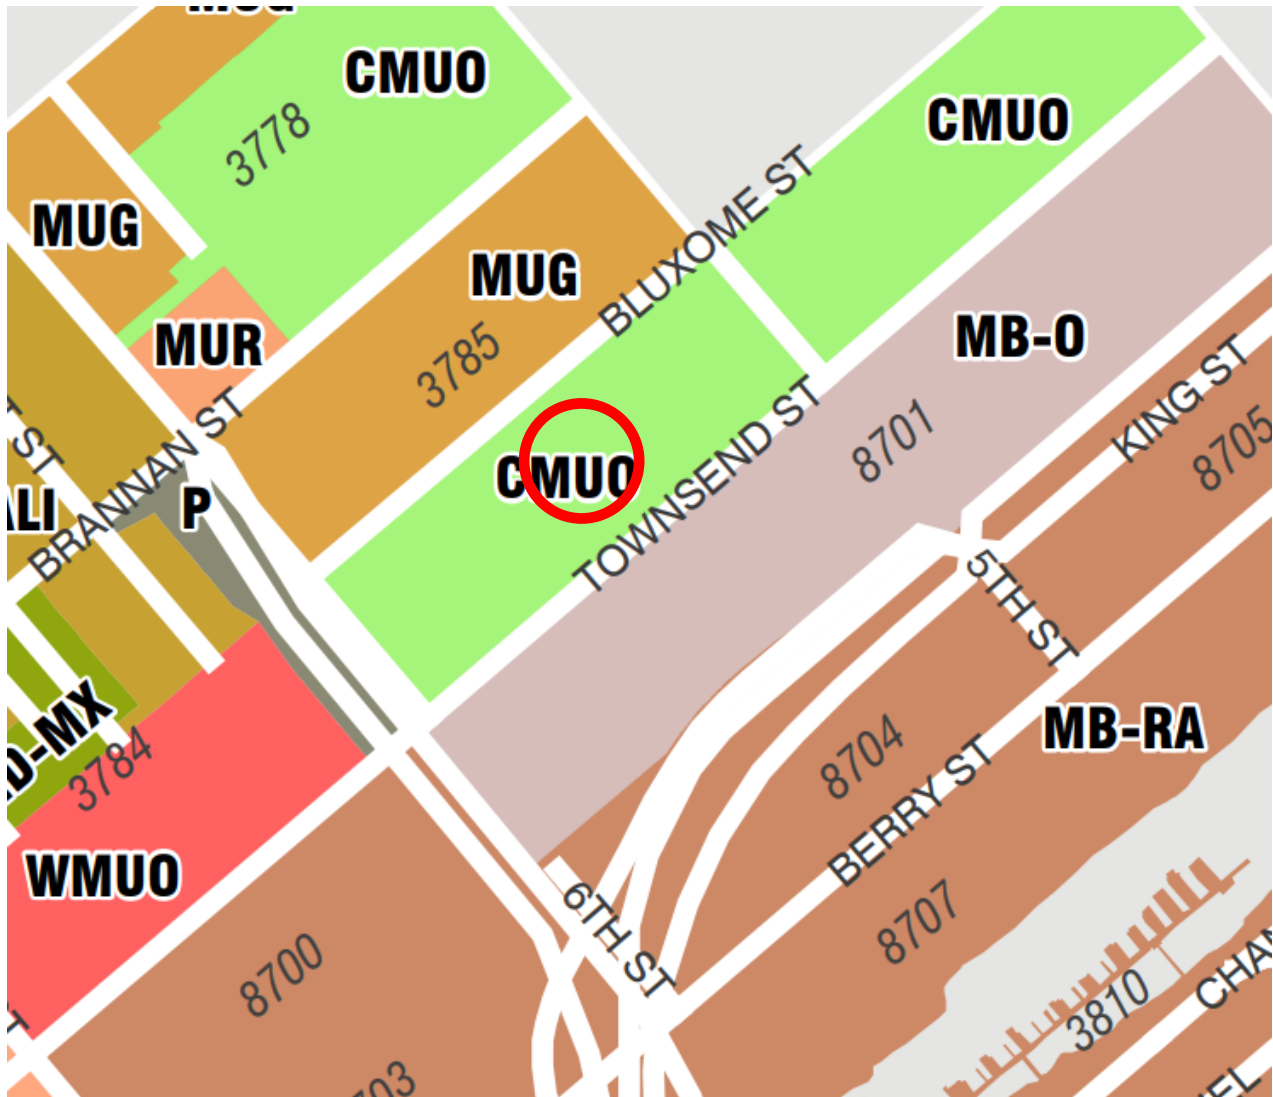 CMUO
3778
CMUO
MUG
BLUXOME ST
MUG
MUR
3785
MB-O
KING ST
8705
8701
TOWNSEND ST
CMUO
BRANNAN ST
ST
P
5TH ST
MB-RA
8704
BERRY ST
3784
WMUO
6TH ST
8707
8700
3810